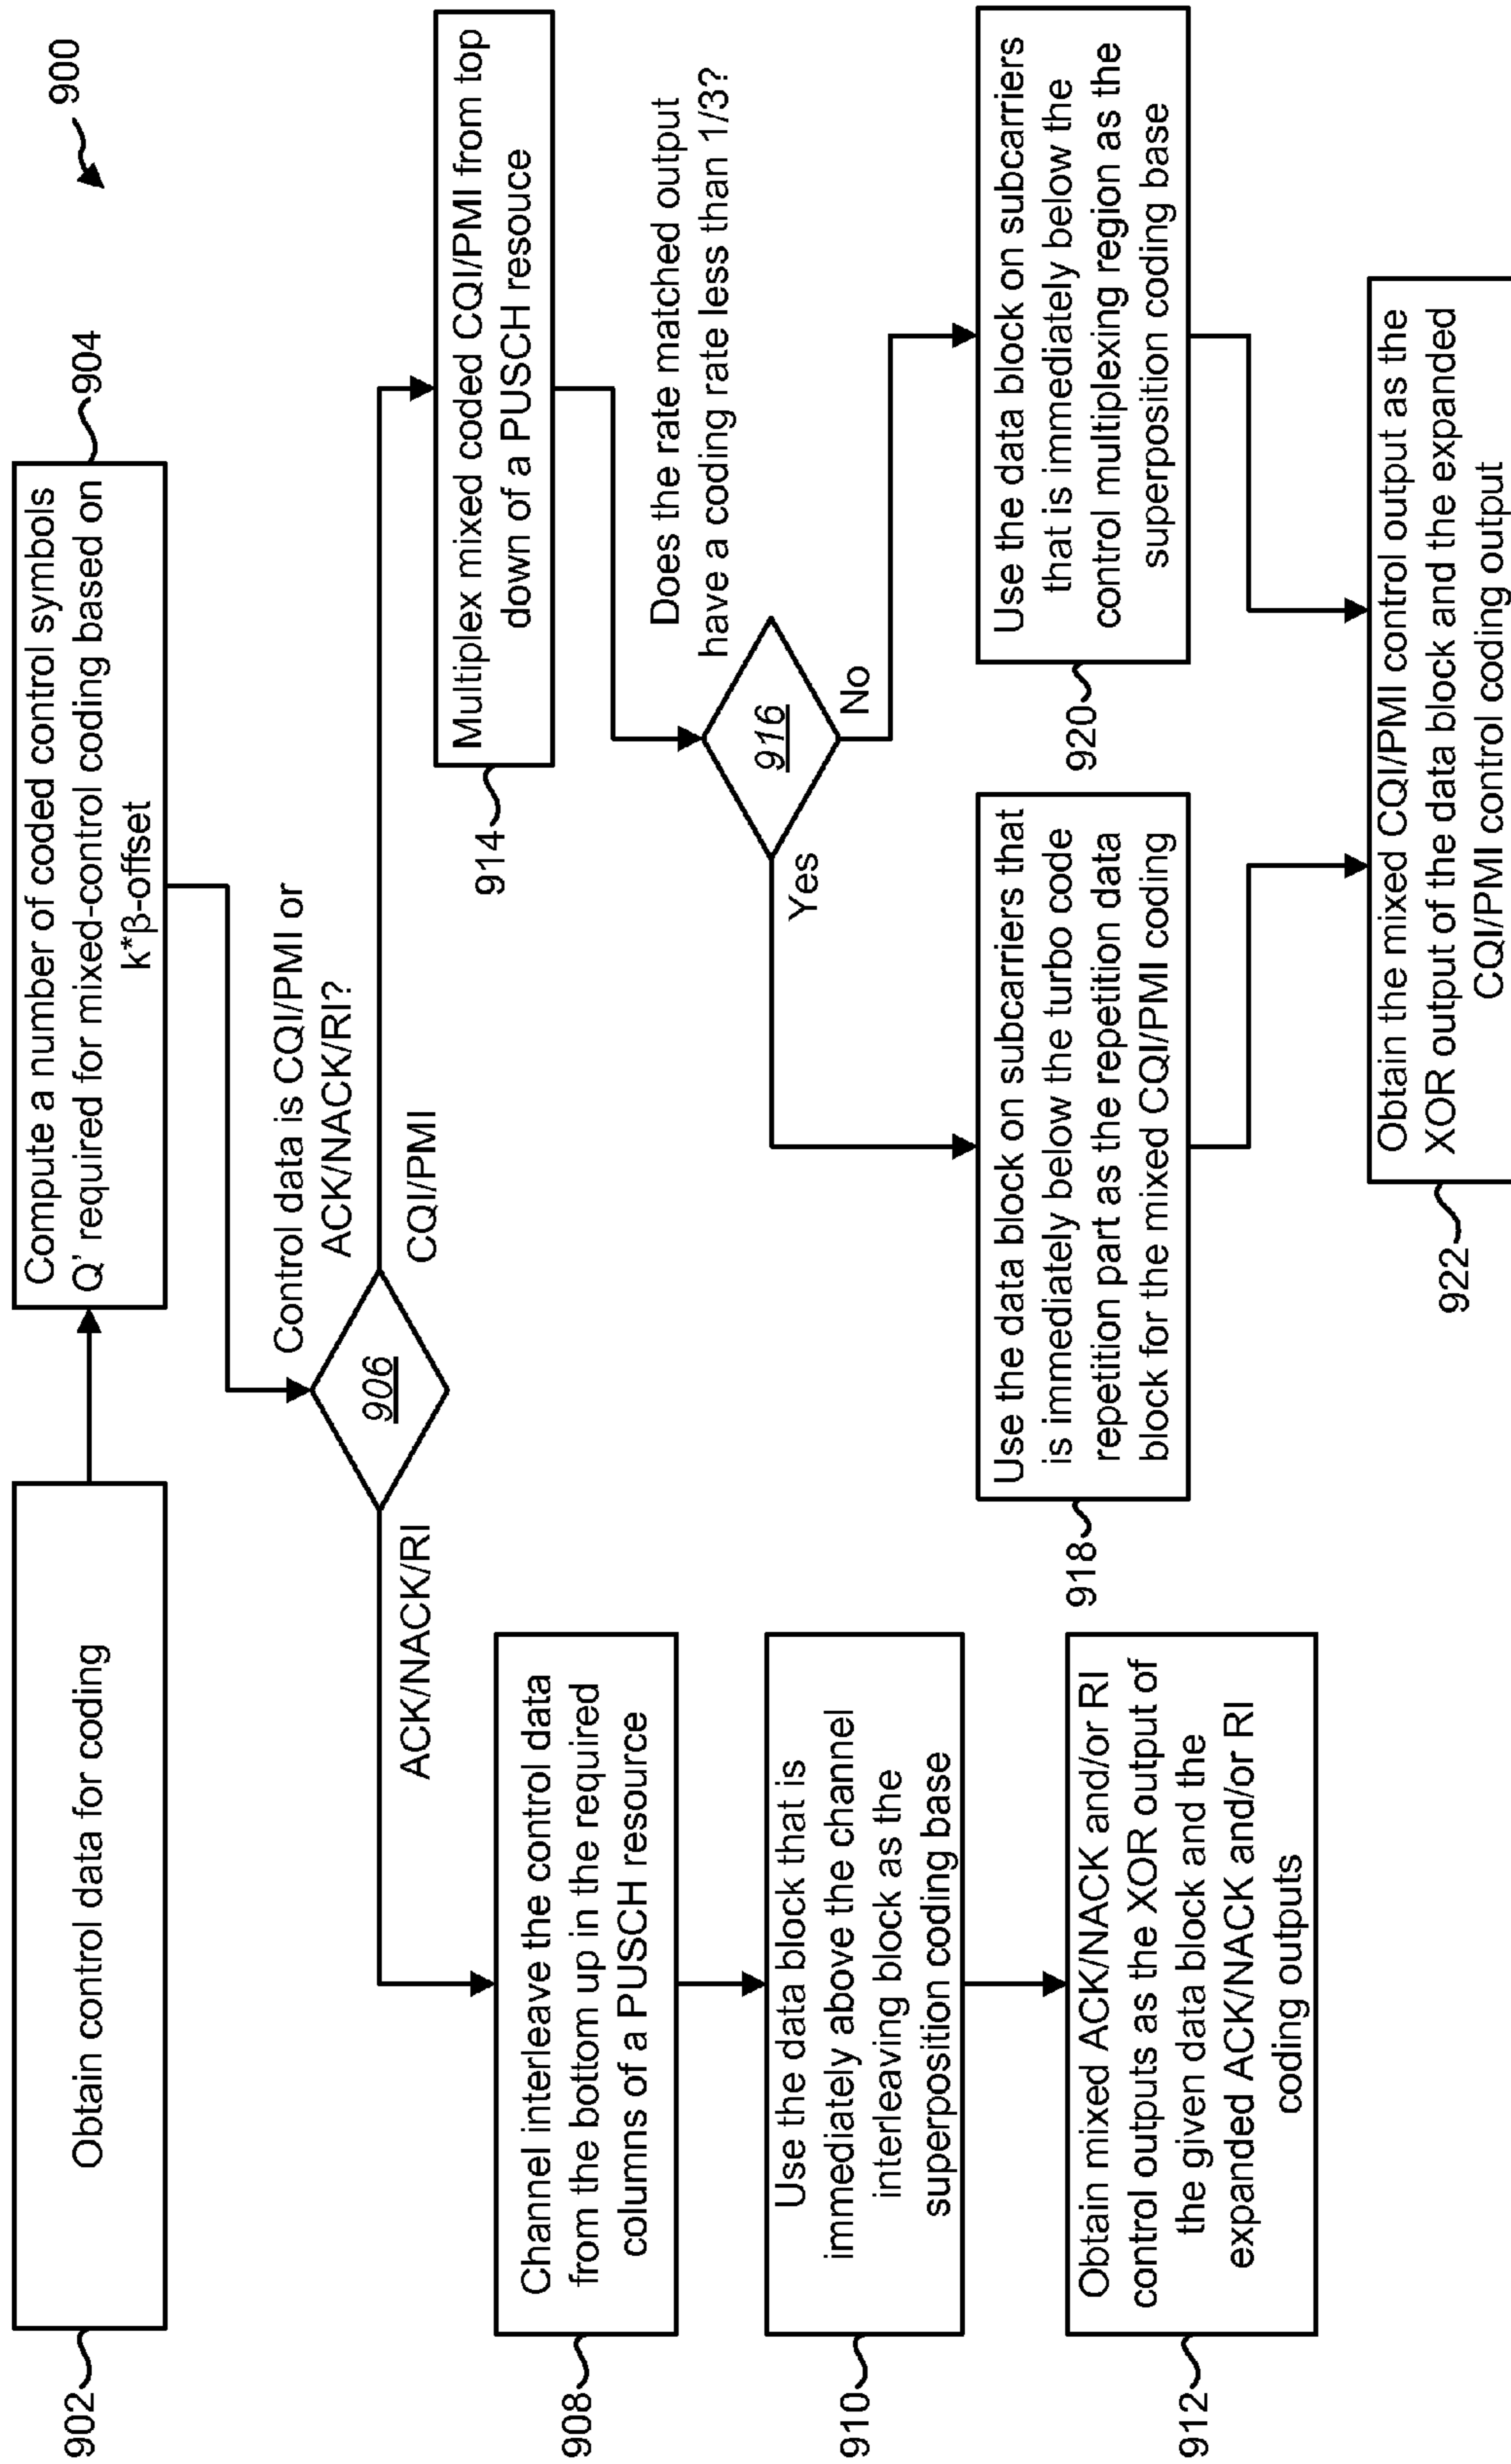 900
902
Obtain control data for coding
904
Compute a number of coded control symbols
Q' required for mixed-control coding based on
k*β-offset
Control data is CQI/PMI or
ACK/NACK/RI?
906
ACK/NACK/RI
CQI/PMI
908
Channel interleave the control data
from the bottom up in the required
columns of a PUSCH resource
910
Use the data block that is
immediately above the channel
interleaving block as the
superposition coding base
912
Obtain mixed ACK/NACK and/or RI
control outputs as the XOR output of
the given data block and the
expanded ACK/NACK and/or RI
coding outputs
914
Multiplex mixed coded CQI/PMI from top
down of a PUSCH resouce
Does the rate matched output
have a coding rate less than 1/3?
916
Yes
No
918
Use the data block on subcarriers that
is immediately below the turbo code
repetition part as the repetition data
block for the mixed CQI/PMI coding
920
Use the data block on subcarriers
that is immediately below the
control multiplexing region as the
superposition coding base
922
Obtain the mixed CQI/PMI control output as the
XOR output of the data block and the expanded
CQI/PMI control coding output